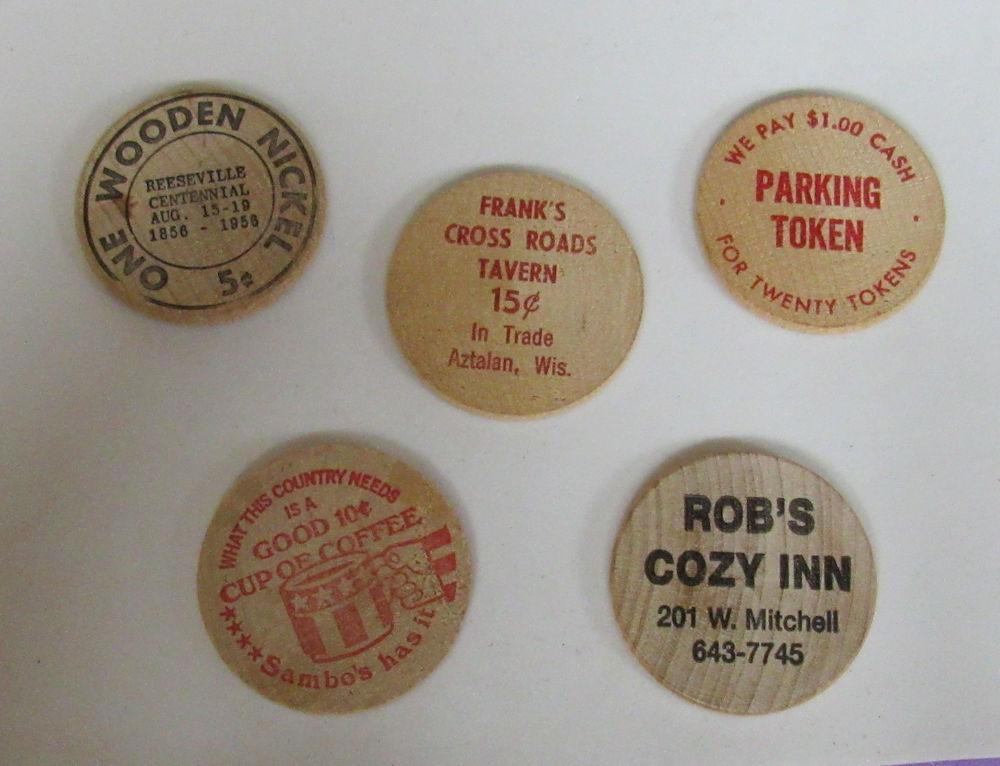 ONE WOODEN NICKEL
REESEVILLE
CENTENNIAL
AUG. 15-19
1856 - 1956
5¢
FRANK'S
CROSS ROADS
TAVERN
15¢
In Trade
Aztalan, Wis.
WE PAY $1.00 CASH
PARKING
TOKEN
FOR TWENTY TOKENS
WHAT THIS COUNTRY NEEDS
IS A
GOOD 10¢
CUP OF COFFEE
Sambo's has it
ROB'S
COZY INN
201 W. Mitchell
643-7745